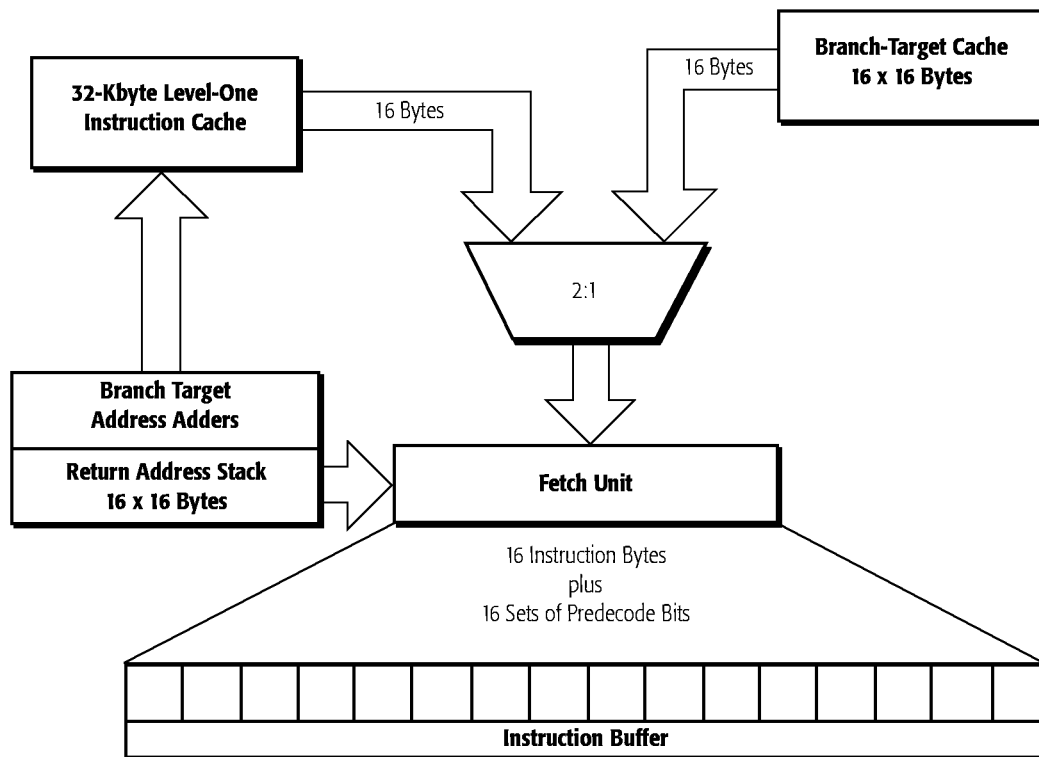 32-Kbyte Level-One
Instruction Cache
16 Bytes
16 Bytes
Branch-Target Cache
16 x 16 Bytes
2:1
Branch Target
Address Adders
Return Address Stack
16 x 16 Bytes
Fetch Unit
16 Instruction Bytes
plus
16 Sets of Predecode Bits
Instruction Buffer